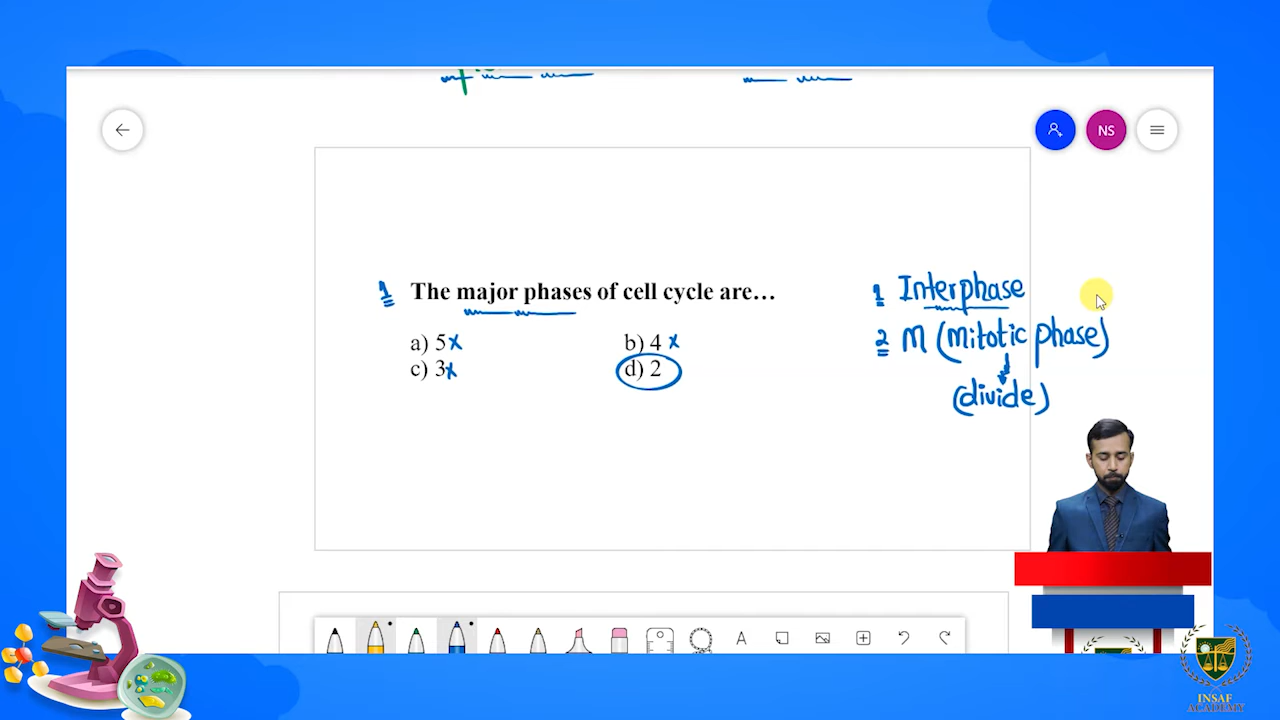 NS
1 The major phases of cell cycle are…
a) 5 x b) 4 x
c) 3 x d) 2
1 Interphase
2 M (mitotic phase)
(divide)
A
INSAF
ACADEMY